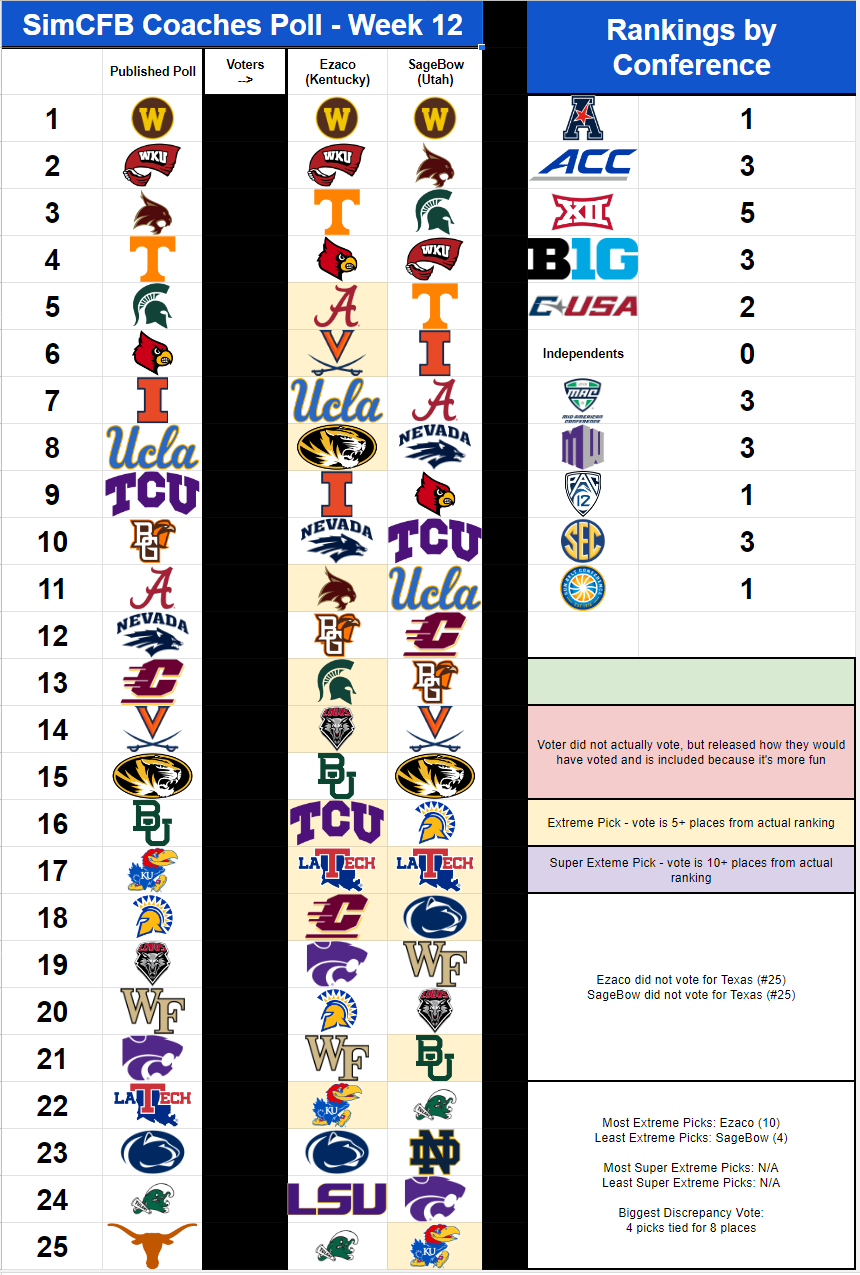 SimCFB Coaches Poll - Week 12
Rankings by
Conference
Published Poll
Voters
-->
Ezaco
(Kentucky)
SageBow
(Utah)
1 W W W
A 1
2 WKU WKU
ACC 3
3 T
XII 5
4 T WKU
B1G 3
5 A T
C USA 2
6 V I
Independents 0
7 I Ucla A
MAC
MID-AMERICAN
CONFERENCE
3
8 Ucla NEVADA
MW 3
9 TCU I
PAC
12
1
10 BG NEVADA TCU
SEC 3
11 A Ucla
SUN BELT CONFERENCE
1
12 NEVADA BG C
13 C BG
14 V LOBOS V
Voter did not actually vote, but released how they would
have voted and is included because it's more fun
15 BU
16 BU TCU
Extreme Pick - vote is 5+ places from actual ranking
17 KU LA TECH LA TECH
Super Exteme Pick - vote is 10+ places from actual
ranking
18 C
19 LOBOS WF
Ezaco did not vote for Texas (#25)
SageBow did not vote for Texas (#25)
20 WF LOBOS
21 WF BU
22 LA TECH KU TULANE
Most Extreme Picks: Ezaco (10)
Least Extreme Picks: SageBow (4)
23 ND
Most Super Extreme Picks: N/A
Least Super Extreme Picks: N/A
24 TULANE LSU
Biggest Discrepancy Vote:
4 picks tied for 8 places
25 TULANE KU